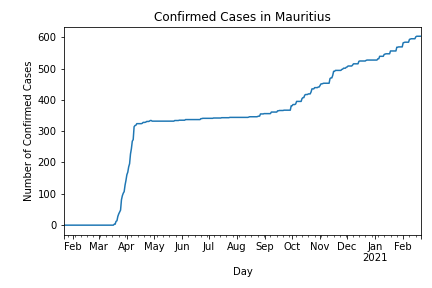 Confirmed Cases in Mauritius
Number of Confirmed Cases
600
500
400
300
200
100
0
Feb Mar Apr May Jun Jul Aug Sep Oct Nov Dec Jan Feb
2021
Day